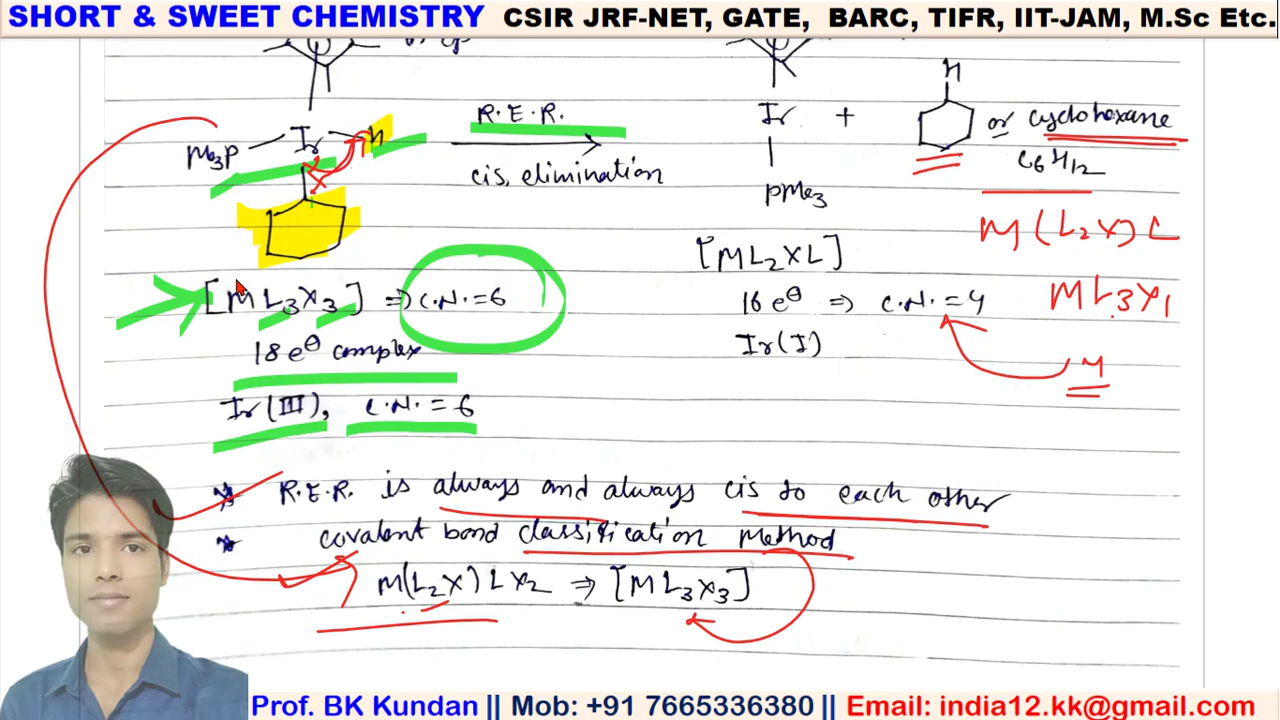 SHORT & SWEET CHEMISTRY CSIR JRF-NET, GATE, BARC, TIFR, IIT-JAM, M.Sc Etc.
H
Me3P Ir H R.E.R. Ir + or cyclohexane
cis, elimination C6H12
PMe3
M(L2X)L
[ML2XL]
[ML3X3] ⇒ C.N. = 6 16 e⊖ ⇒ C.N. = 4 ML3X1
18 e⊖ complex Ir(I) 4
Ir(III), C.N. = 6
* R.E.R. is always and always cis to each other
* covalent bond classification method
M(L2X)LX2 ⇒ [ML3X3]
Prof. BK Kundan || Mob: +91 7665336380 || Email: india12.kk@gmail.com